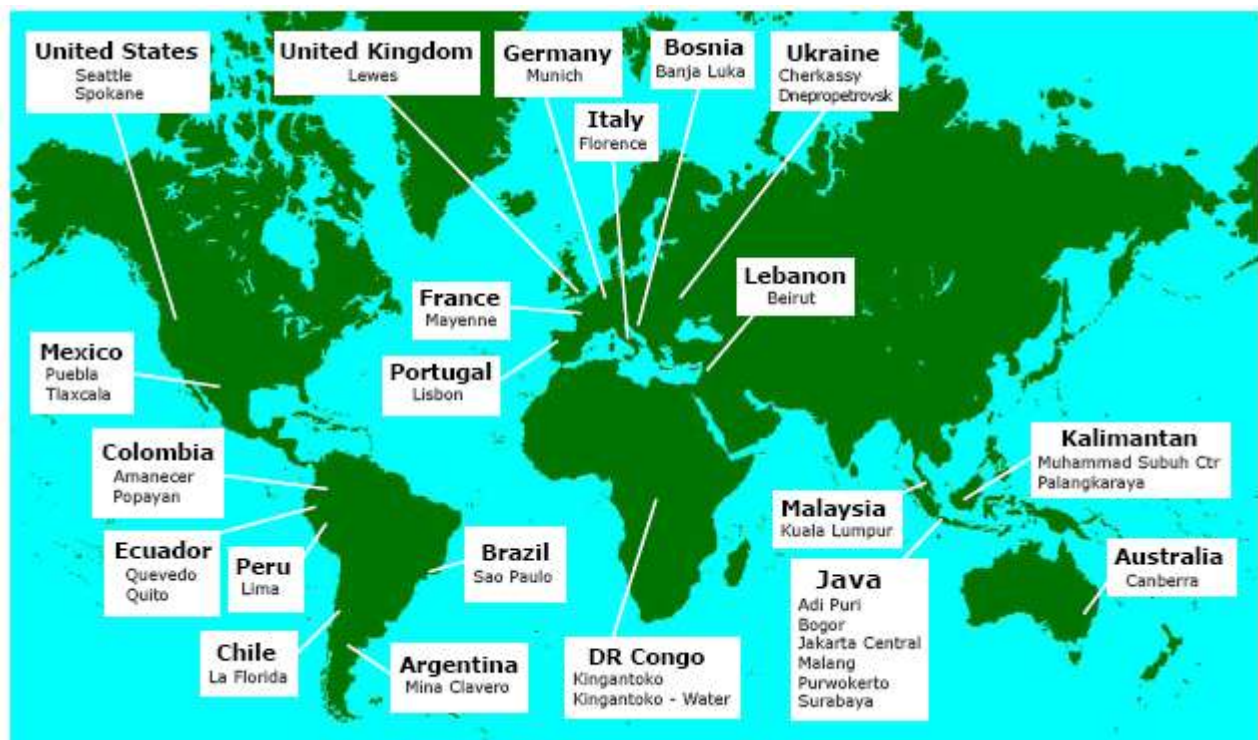 United States
Seattle
Spokane
United Kingdom
Lewes
Germany
Munich
Bosnia
Banja Luka
Ukraine
Cherkassy
Dnepropetrovsk
Italy
Florence
Lebanon
Beirut
France
Mayenne
Mexico
Puebla
Tlaxcala
Portugal
Lisbon
Colombia
Amanecer
Popayan
Kalimantan
Muhammad Subuh Ctr
Palangkaraya
Malaysia
Kuala Lumpur
Ecuador
Quevedo
Quito
Peru
Lima
Brazil
Sao Paulo
Australia
Canberra
Java
Adi Puri
Bogor
Jakarta Central
Malang
Purwokerto
Surabaya
Chile
La Florida
Argentina
Mina Clavero
DR Congo
Kingantoko
Kingantoko - Water